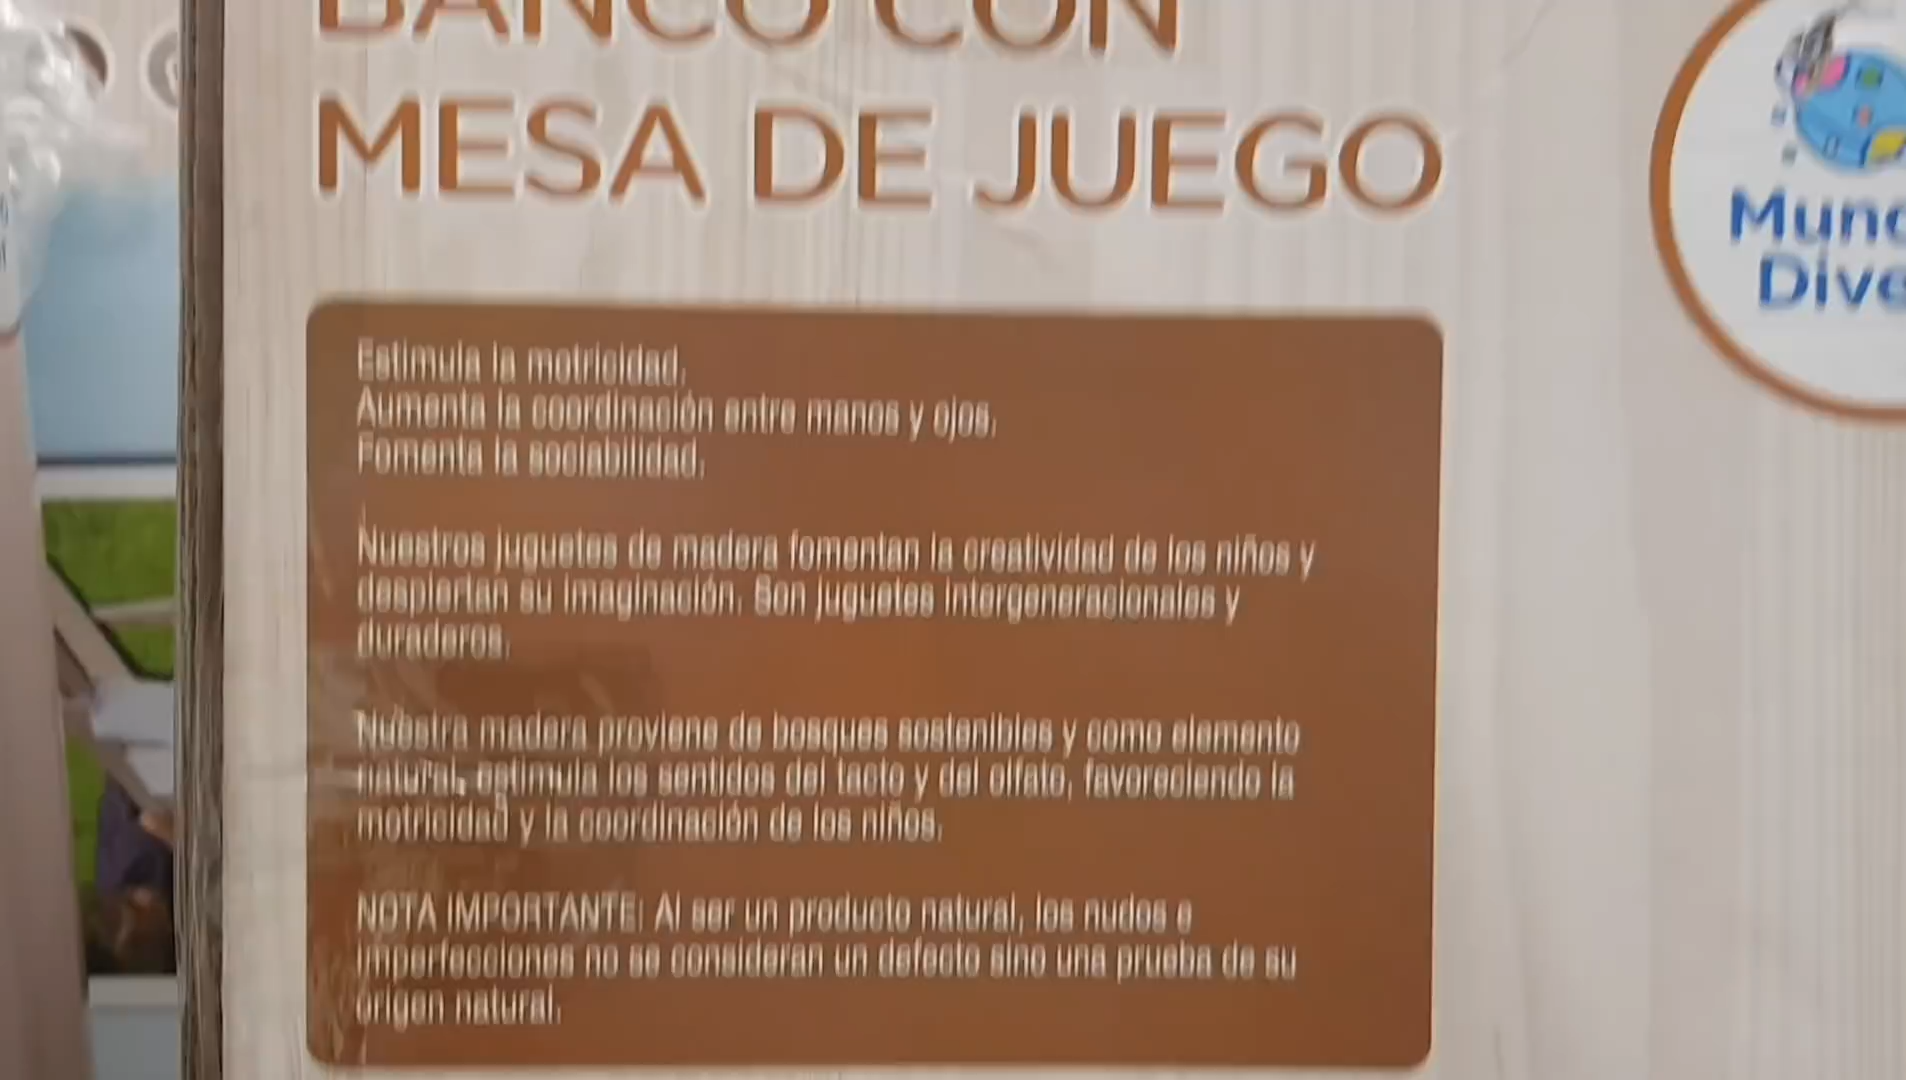 BANCO CON
MESA DE JUEGO
Mund
Dive
Estimula la motricidad.
Aumenta la coordinación entre manos y ojos.
Fomenta la sociabilidad.
Nuestros juguetes de madera fomentan la creatividad de los niños y
despiertan su imaginación. Son juguetes intergeneracionales y
duraderos.
Nuestra madera proviene de bosques sostenibles y como elemento
natural, estimula los sentidos del tacto y del olfato, favoreciendo la
motricidad y la coordinación de los niños.
NOTA IMPORTANTE: Al ser un producto natural, los nudos e
imperfecciones no se consideran un defecto sino una prueba de su
origen natural.